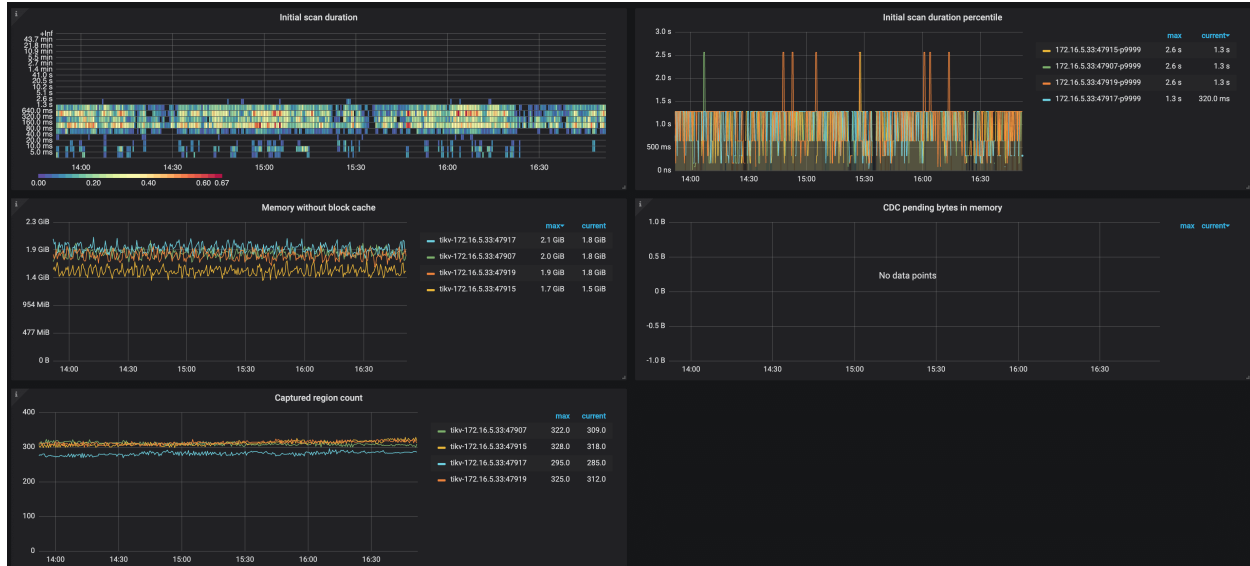 Initial scan duration
+Inf
43.7 min
21.8 min
10.9 min
5.5 min
2.7 min
1.4 min
41.0 s
20.5 s
10.2 s
5.1 s
2.6 s
1.3 s
640.0 ms
320.0 ms
160.0 ms
80.0 ms
40.0 ms
20.0 ms
10.0 ms
5.0 ms
14:00 14:30 15:00 15:30 16:00 16:30
0.00 0.20 0.40 0.60 0.67
Initial scan duration percentile
3.0 s
2.5 s
2.0 s
1.5 s
1.0 s
500 ms
0 ns
14:00 14:30 15:00 15:30 16:00 16:30
max current
172.16.5.33:47915-p9999 2.6 s 1.3 s
172.16.5.33:47907-p9999 2.6 s 1.3 s
172.16.5.33:47919-p9999 2.6 s 1.3 s
172.16.5.33:47917-p9999 1.3 s 320.0 ms
Memory without block cache
2.3 GiB
1.9 GiB
1.4 GiB
954 MiB
477 MiB
0 B
14:00 14:30 15:00 15:30 16:00 16:30
max current
tikv-172.16.5.33:47917 2.1 GiB 1.8 GiB
tikv-172.16.5.33:47907 2.0 GiB 1.8 GiB
tikv-172.16.5.33:47919 1.9 GiB 1.8 GiB
tikv-172.16.5.33:47915 1.7 GiB 1.5 GiB
CDC pending bytes in memory
1.0 B
0.5 B
0 B
-0.5 B
-1.0 B
No data points
14:00 14:30 15:00 15:30 16:00 16:30
max current
Captured region count
400
300
200
100
0
14:00 14:30 15:00 15:30 16:00 16:30
max current
tikv-172.16.5.33:47907 322.0 309.0
tikv-172.16.5.33:47915 328.0 318.0
tikv-172.16.5.33:47917 295.0 285.0
tikv-172.16.5.33:47919 325.0 312.0